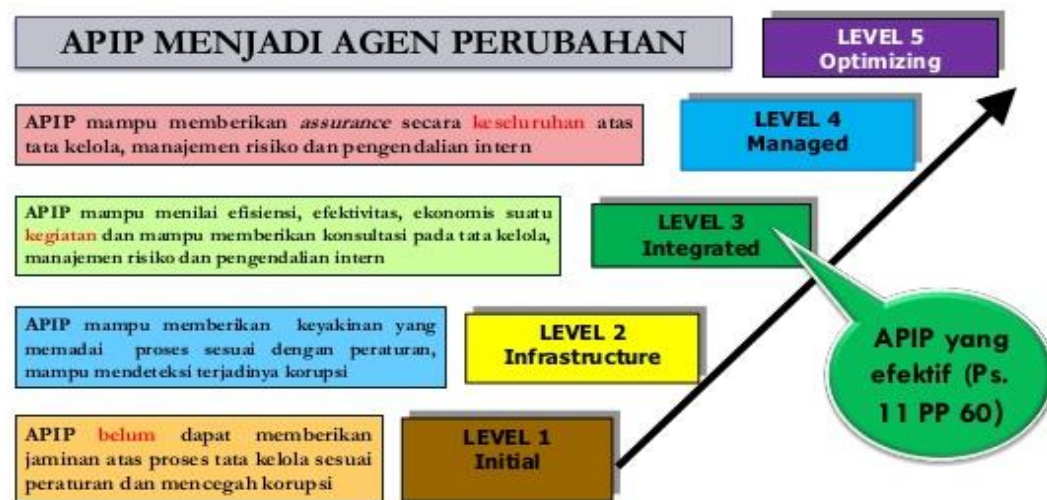 APIP MENJADI AGEN PERUBAHAN
LEVEL 5
Optimizing
APIP mampu memberikan assurance secara keseluruhan atas
tata kelola, manajemen risiko dan pengendalian intern
LEVEL 4
Managed
APIP mampu menilai efisiensi, efektivitas, ekonomis suatu
kegiatan dan mampu memberikan konsultasi pada tata kelola,
manajemen risiko dan pengendalian intern
LEVEL 3
Integrated
APIP mampu memberikan keyakinan yang
memadai proses sesuai dengan peraturan,
mampu mendeteksi terjadinya korupsi
LEVEL 2
Infrastructure
APIP yang
efektif (Ps.
11 PP 60)
APIP belum dapat memberikan
jaminan atas proses tata kelola sesuai
peraturan dan mencegah korupsi
LEVEL 1
Initial